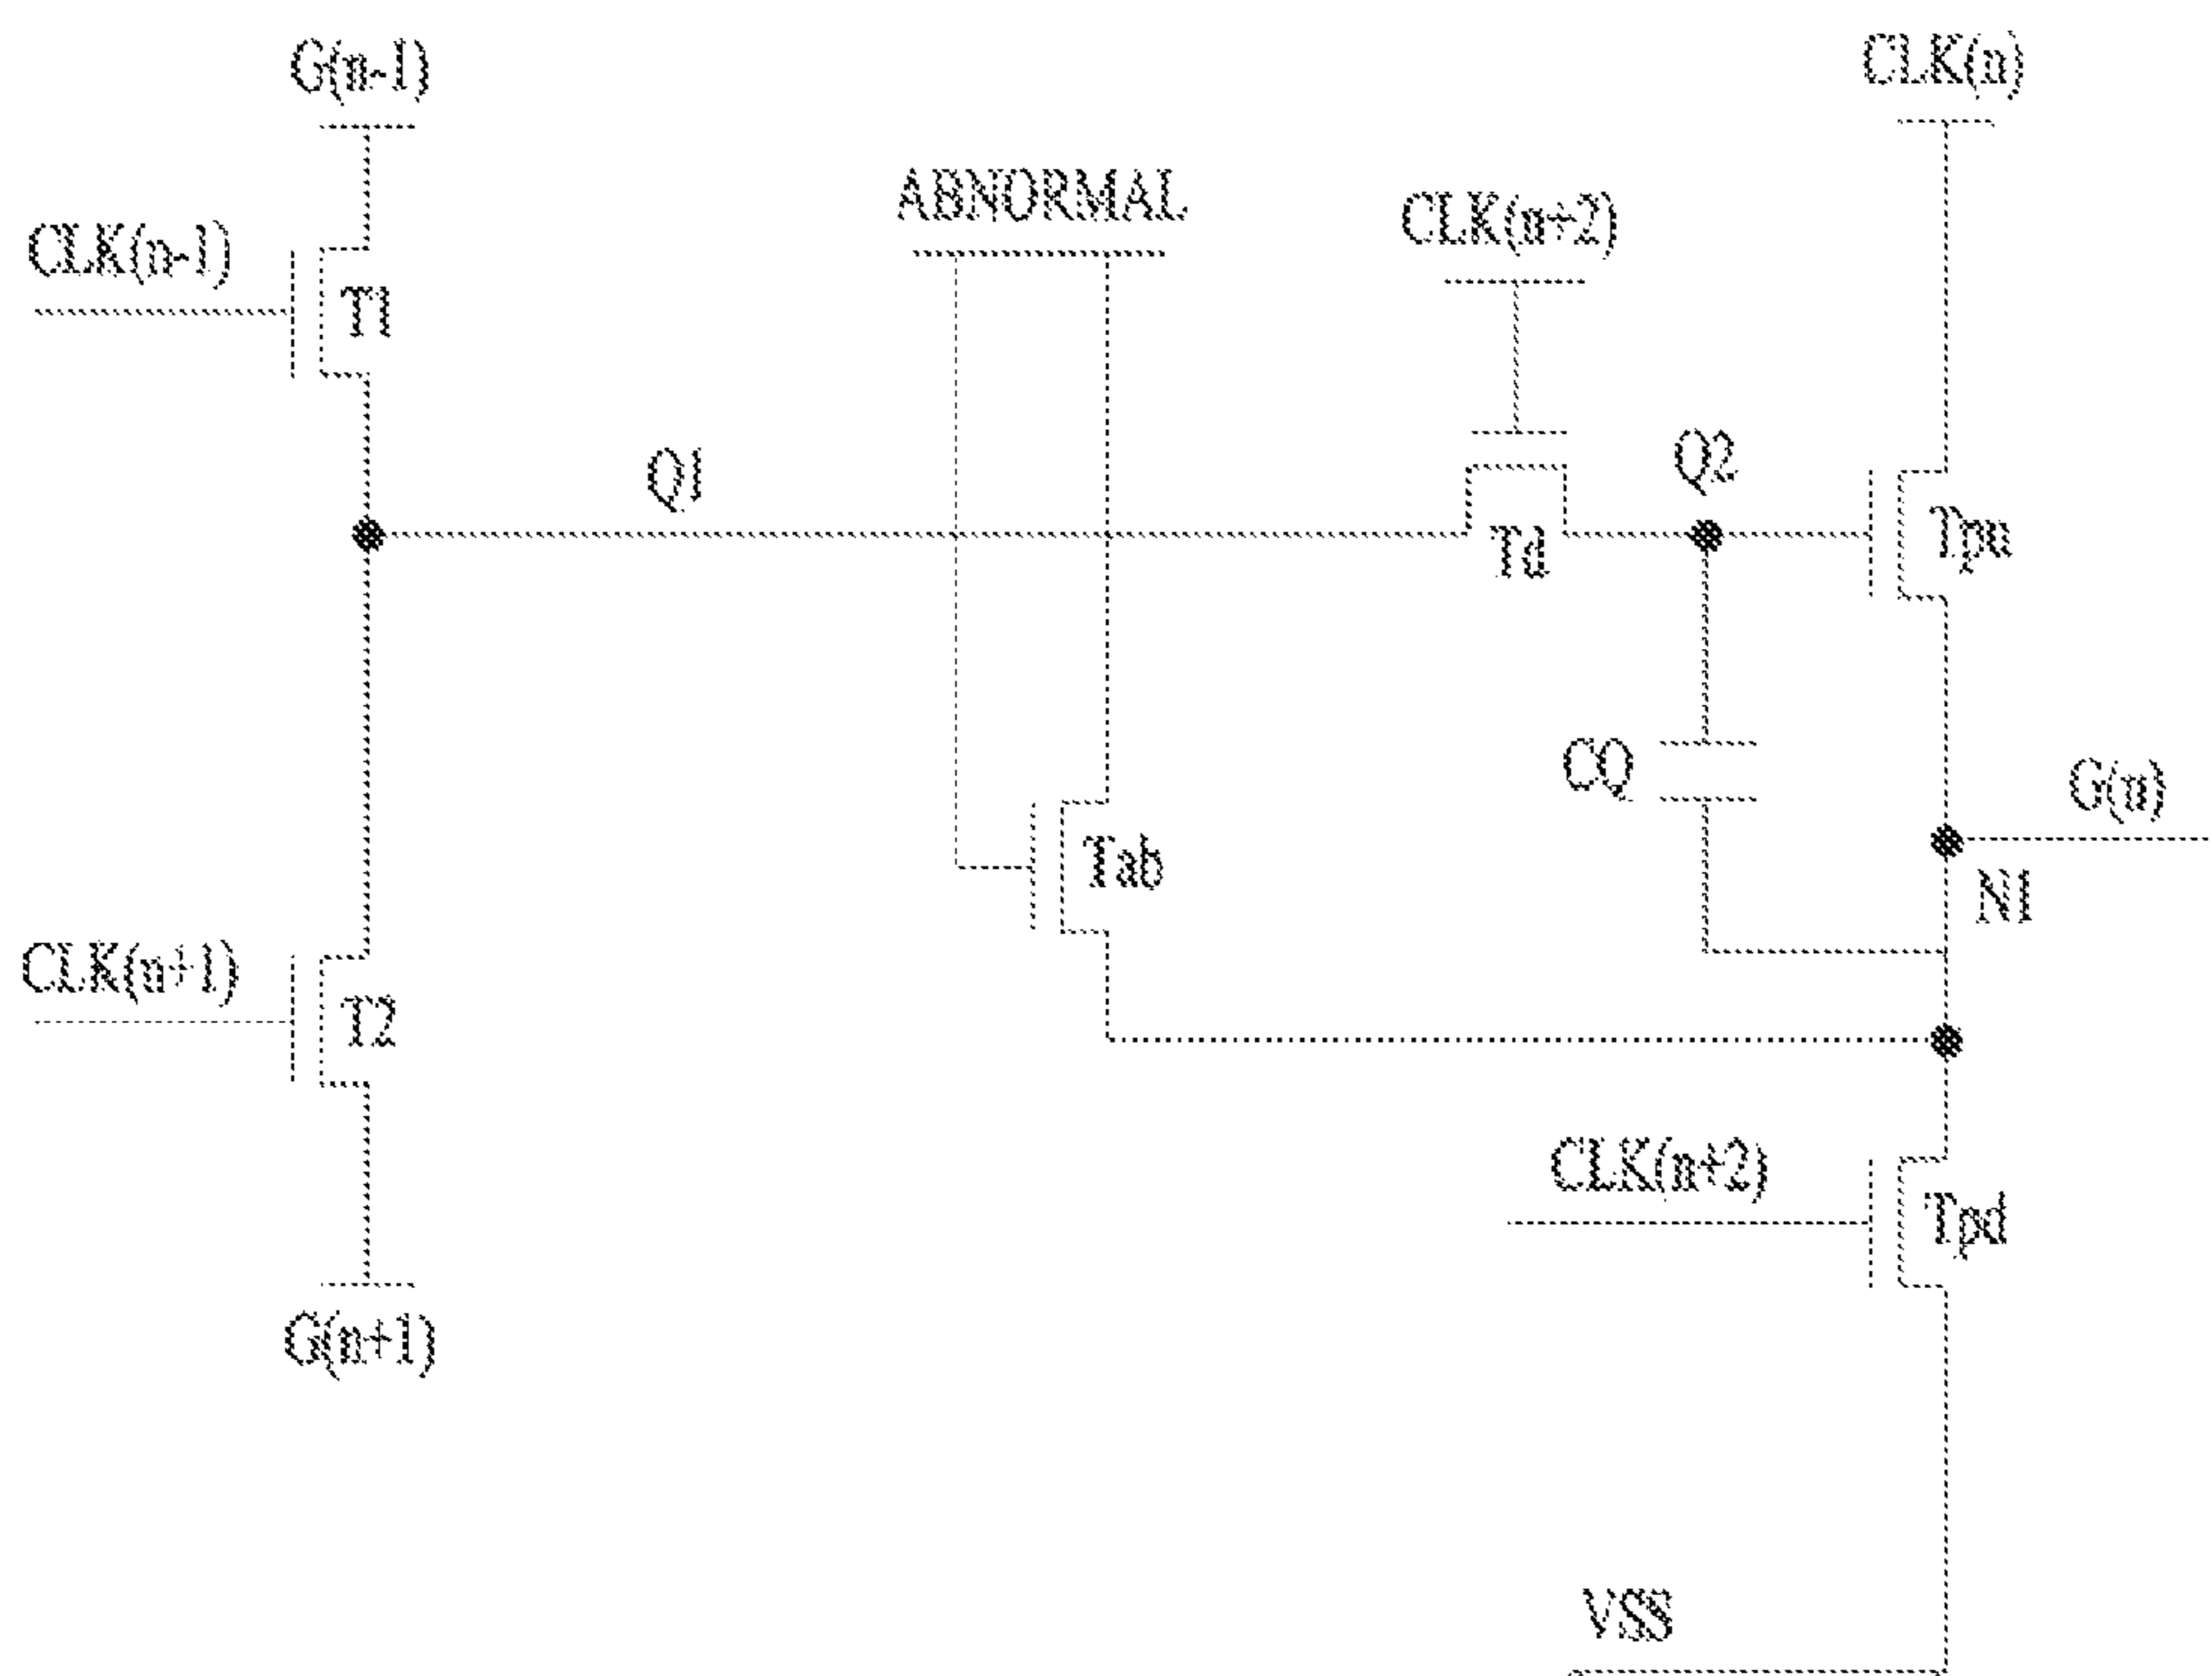 G(n-1)
CLK(n)
ABNORMAL
CLK(n+2)
CLK(n-1)
T1
Q1
Q2
Td
Tpu
CQ
G(n)
Tab
N1
CLK(n+1)
T2
CLK(n+2)
Tpd
G(n+1)
VSS